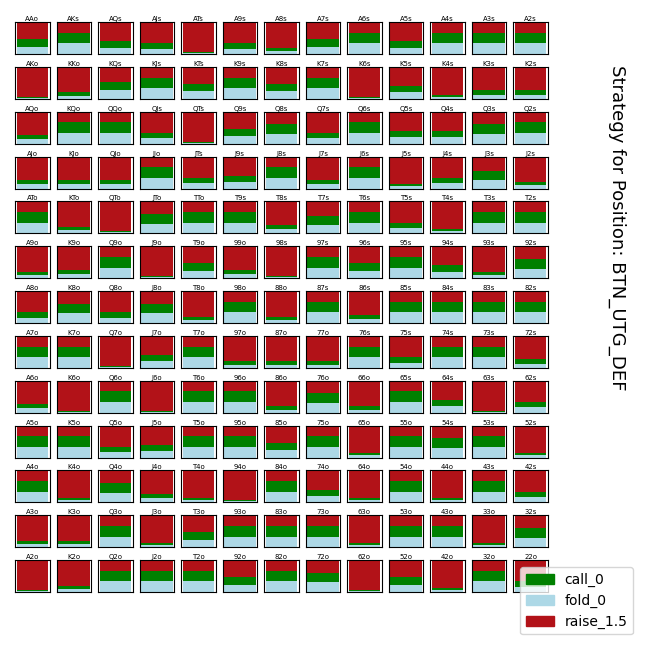 AAo AKs AQs AJs ATs A9s A8s A7s A6s A5s A4s A3s A2s
AKo KKo KQs KJs KTs K9s K8s K7s K6s K5s K4s K3s K2s
AQo KQo QQo QJs QTs Q9s Q8s Q7s Q6s Q5s Q4s Q3s Q2s
AJo KJo QJo JJo JTs J9s J8s J7s J6s J5s J4s J3s J2s
ATo KTo QTo JTo TTo T9s T8s T7s T6s T5s T4s T3s T2s
A9o K9o Q9o J9o T9o 99o 98s 97s 96s 95s 94s 93s 92s
A8o K8o Q8o J8o T8o 98o 88o 87s 86s 85s 84s 83s 82s
A7o K7o Q7o J7o T7o 97o 87o 77o 76s 75s 74s 73s 72s
A6o K6o Q6o J6o T6o 96o 86o 76o 66o 65s 64s 63s 62s
A5o K5o Q5o J5o T5o 95o 85o 75o 65o 55o 54s 53s 52s
A4o K4o Q4o J4o T4o 94o 84o 74o 64o 54o 44o 43s 42s
A3o K3o Q3o J3o T3o 93o 83o 73o 63o 53o 43o 33o 32s
A2o K2o Q2o J2o T2o 92o 82o 72o 62o 52o 42o 32o 22o
Strategy for Position: BTN_UTG_DEF
call_0
fold_0
raise_1.5